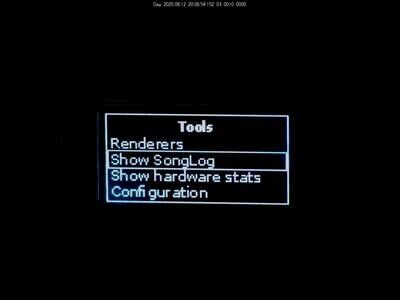 Tools
Renderers
Show SongLog
Show hardware stats
Configuration